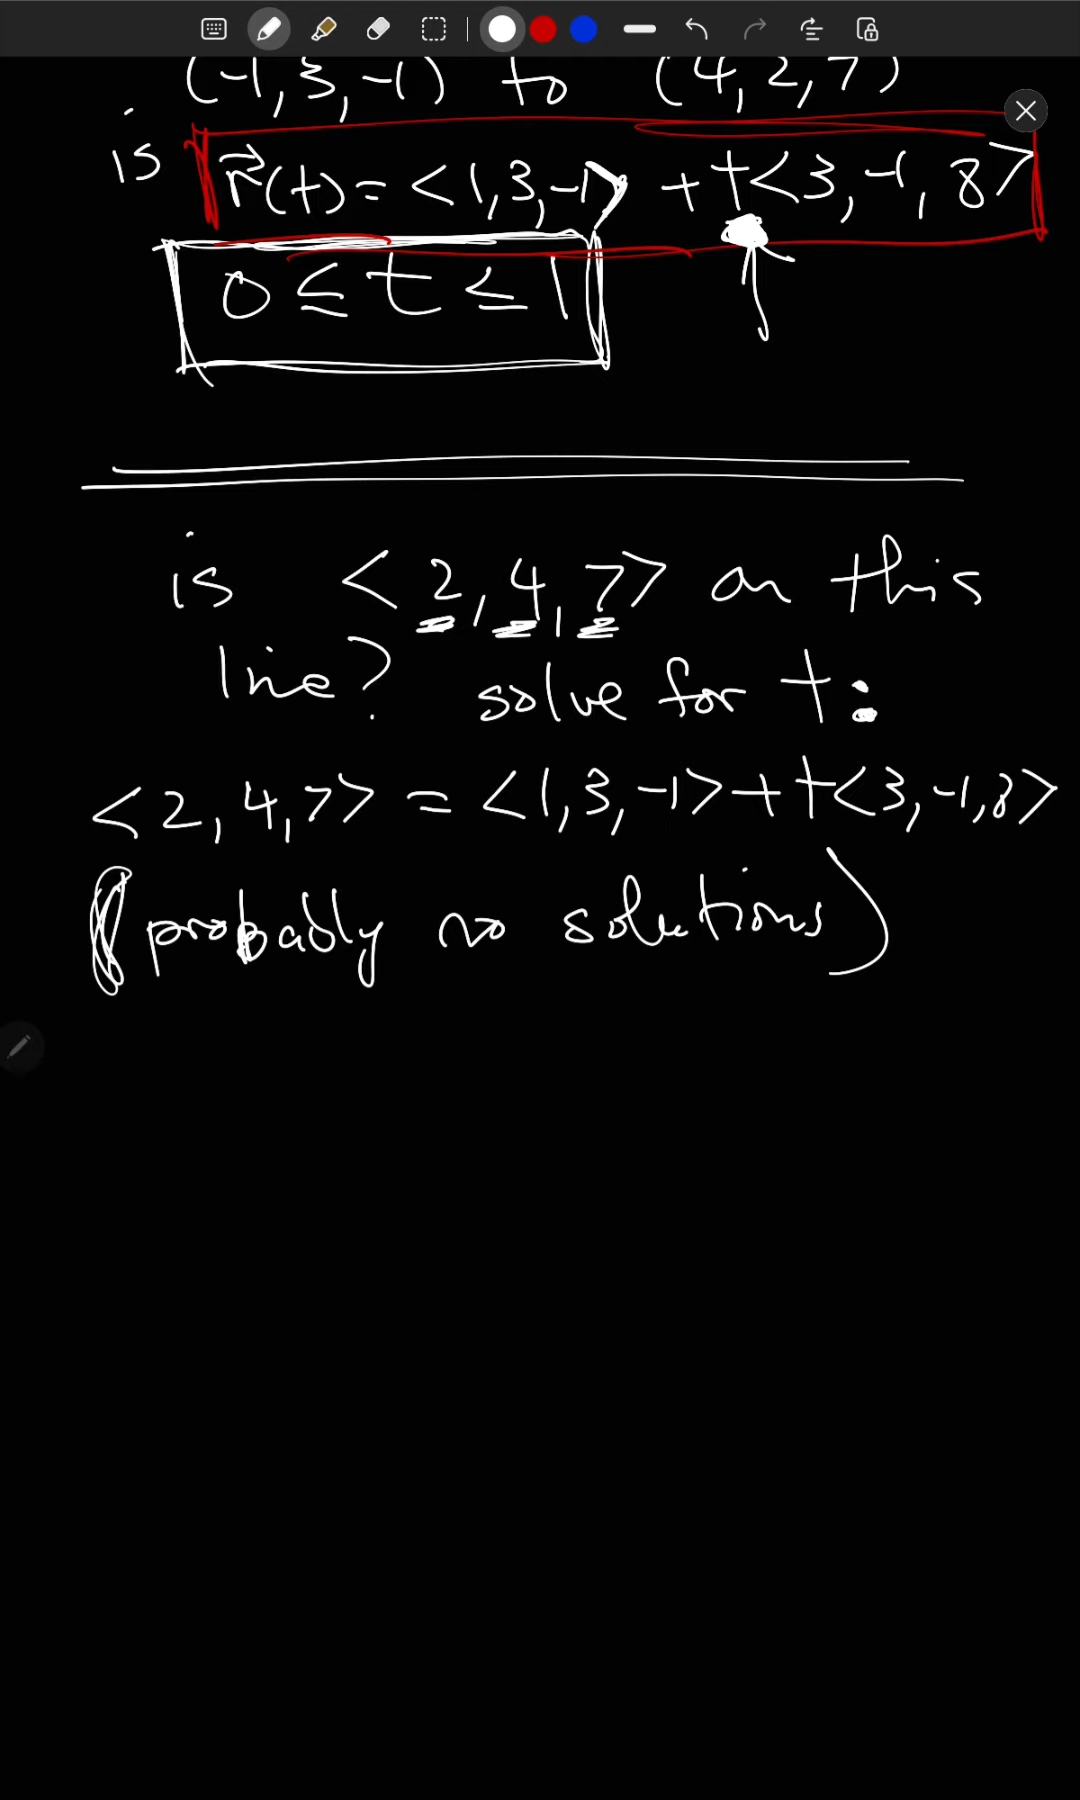 (-1, 3, -1) to (4, 2, 7)
is r⃗(t) = <1, 3, -1> + t<3, -1, 8>
0 ≤ t ≤ 1
is <2, 4, 7> on this
line? solve for t:
<2, 4, 7> = <1, 3, -1> + t<3, -1, 8>
(probably no solutions)